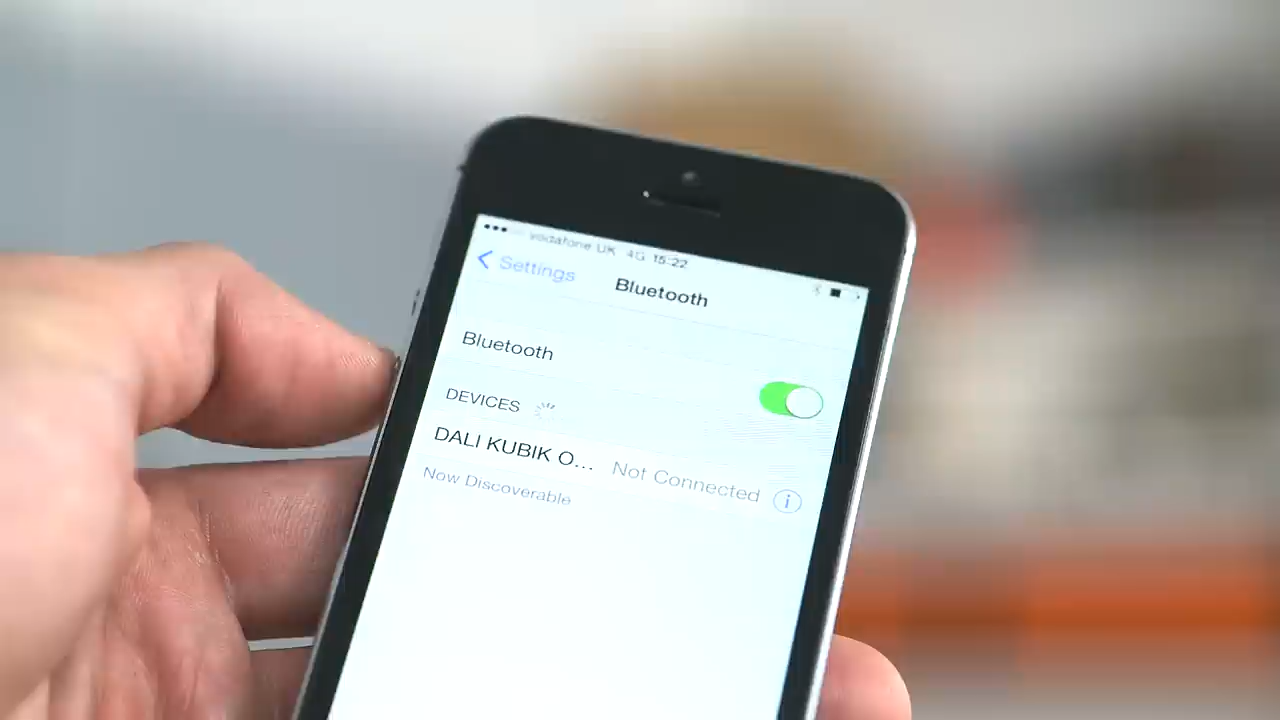 vodafone UK 4G 15:22
Settings
Bluetooth
Bluetooth
DEVICES
DALI KUBIK O... Not Connected
Now Discoverable